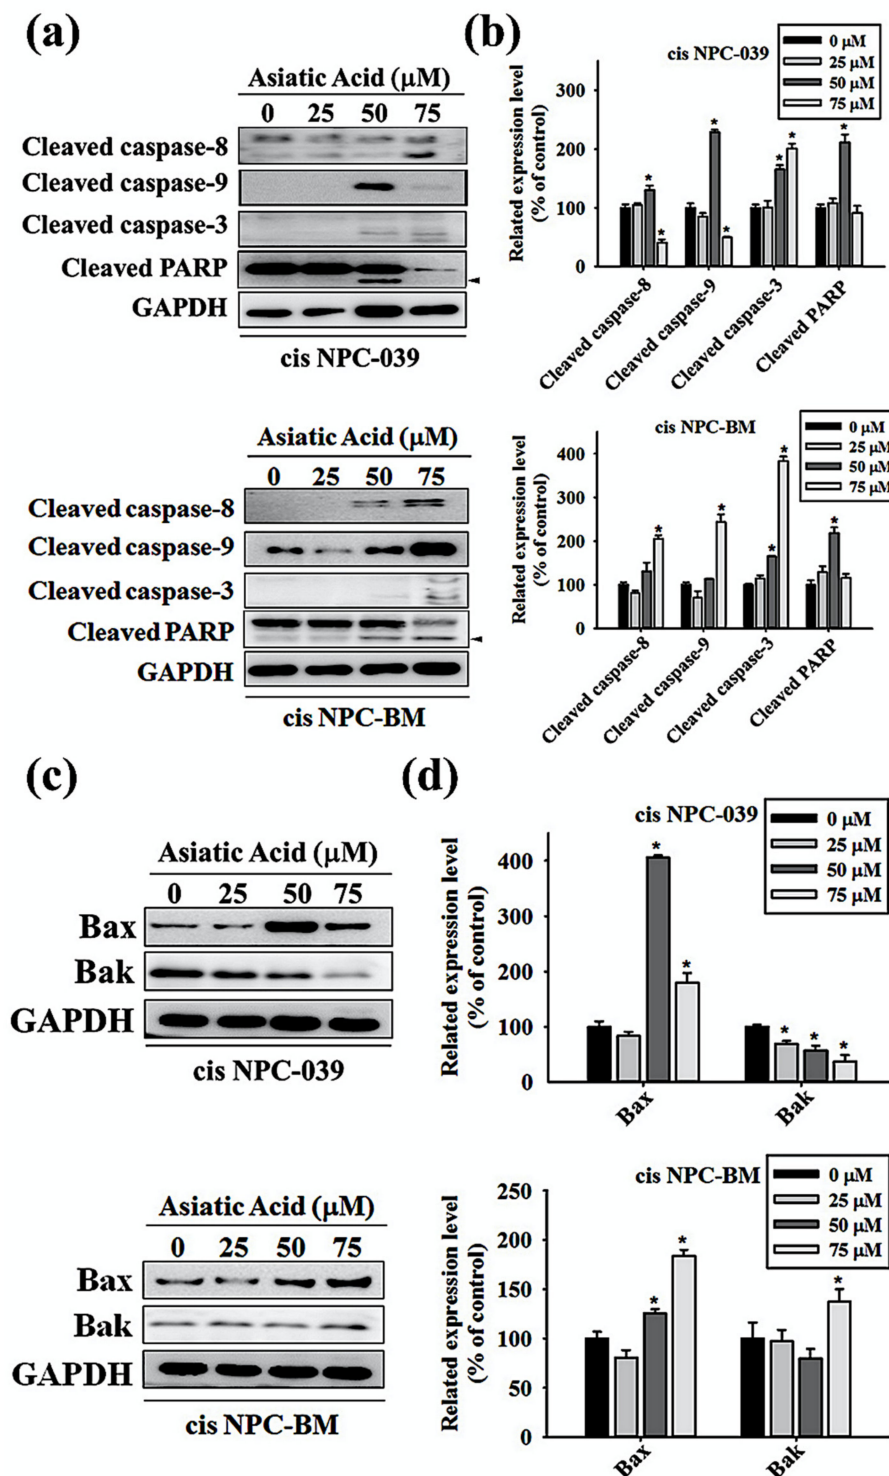 (a)
Asiatic Acid (μM)
0 25 50 75
Cleaved caspase-8
Cleaved caspase-9
Cleaved caspase-3
Cleaved PARP
GAPDH
cis NPC-039
Asiatic Acid (μM)
0 25 50 75
Cleaved caspase-8
Cleaved caspase-9
Cleaved caspase-3
Cleaved PARP
GAPDH
cis NPC-BM
(b)
cis NPC-039
0 μM
25 μM
50 μM
75 μM
Related expression level
(% of control)
300
200
100
0
* * * * * * *
Cleaved caspase-8
Cleaved caspase-9
Cleaved caspase-3
Cleaved PARP
cis NPC-BM
0 μM
25 μM
50 μM
75 μM
Related expression level
(% of control)
400
300
200
100
0
* * * * *
Cleaved caspase-8
Cleaved caspase-9
Cleaved caspase-3
Cleaved PARP
(c)
Asiatic Acid (μM)
0 25 50 75
Bax
Bak
GAPDH
cis NPC-039
Asiatic Acid (μM)
0 25 50 75
Bax
Bak
GAPDH
cis NPC-BM
(d)
cis NPC-039
0 μM
25 μM
50 μM
75 μM
Related expression level
(% of control)
400
300
200
100
0
* * * * *
Bax
Bak
cis NPC-BM
0 μM
25 μM
50 μM
75 μM
Related expression level
(% of control)
250
200
150
100
50
0
* * *
Bax
Bak